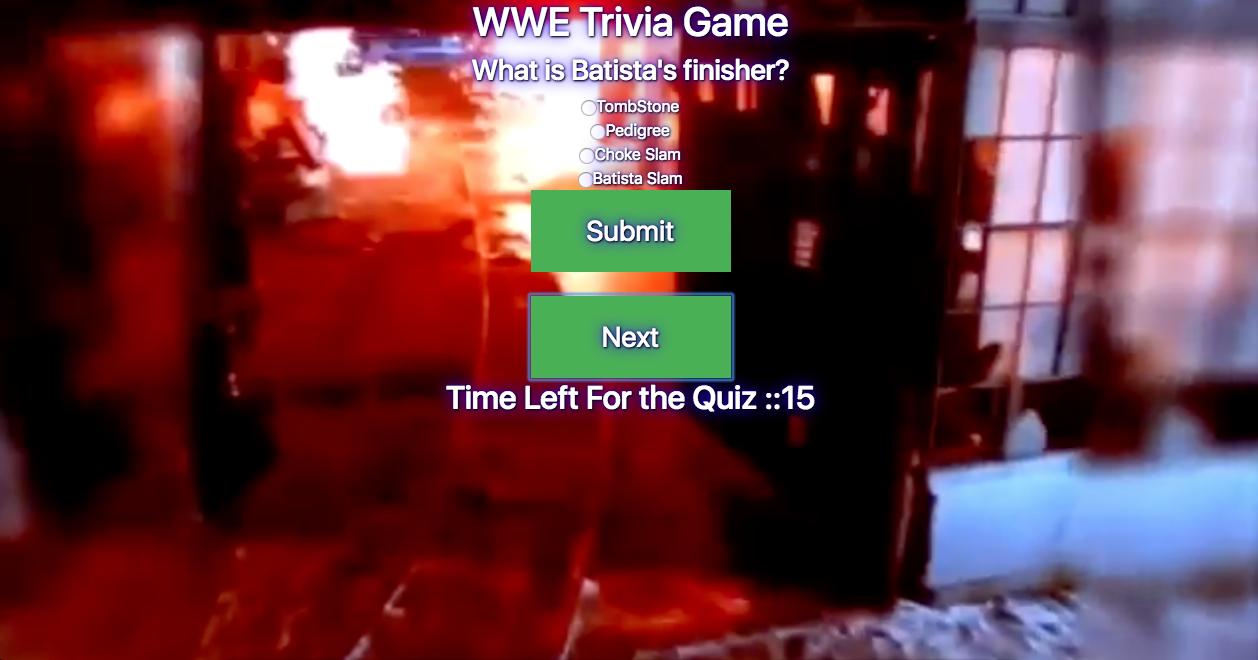 WWE Trivia Game
What is Batista's finisher?
TombStone
Pedigree
Choke Slam
Batista Slam
Submit
Next
Time Left For the Quiz ::15